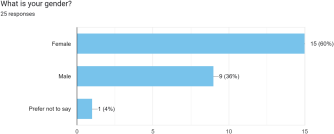 What is your gender?
25 responses
Female
15 (60%)
Male
9 (36%)
Prefer not to say
1 (4%)
0
5
10
15